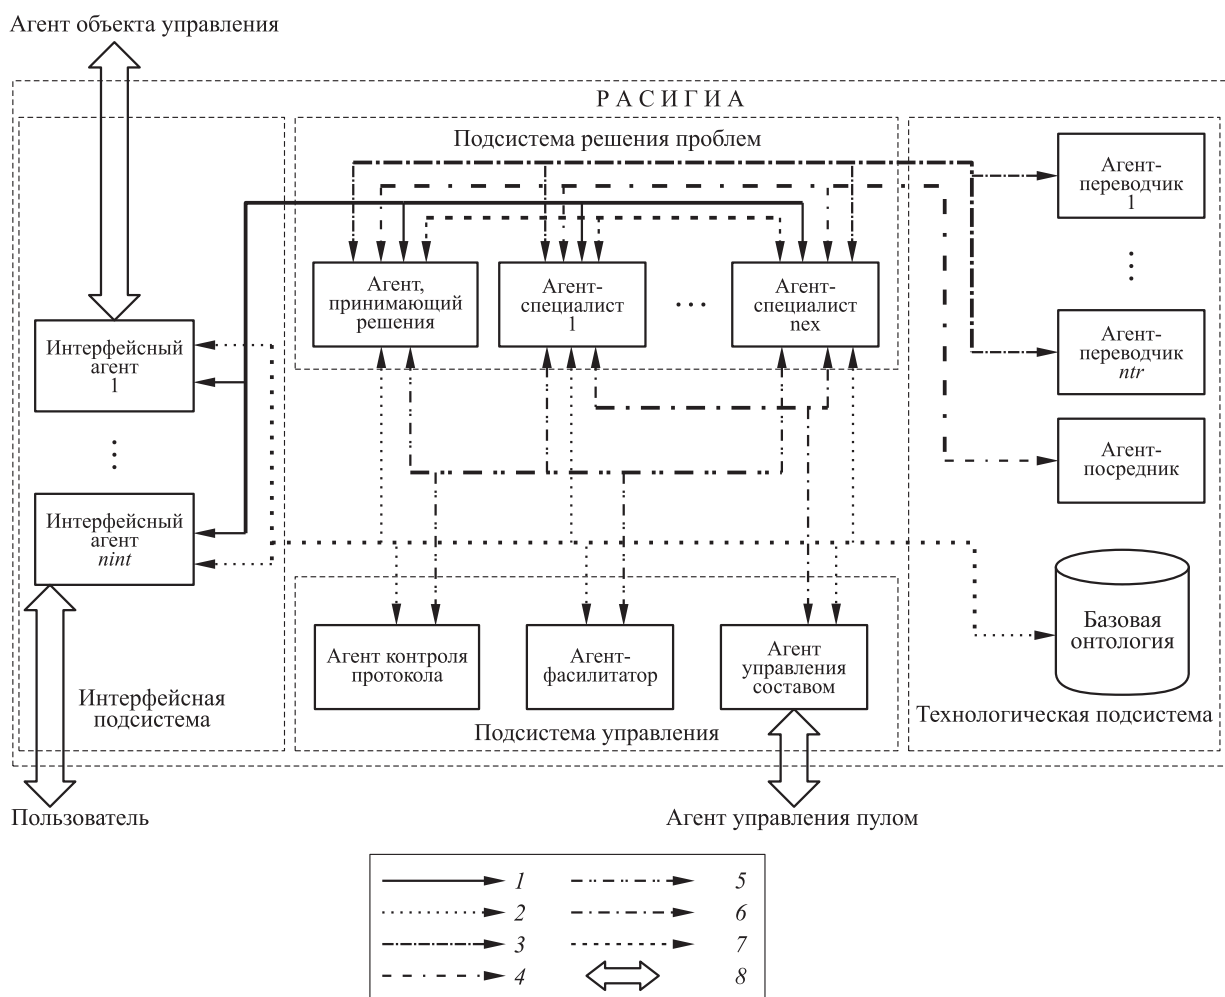 Агент объекта управления
Р А С И Г И А
Подсистема решения проблем
Агент,
принимающий
решения
Агент-
специалист
1
. . .
Агент-
специалист
nex
Агент-
переводчик
1
Агент-
переводчик
ntr
Агент-
посредник
Базовая
онтология
Технологическая подсистема
Интерфейсный
агент
1
Интерфейсный
агент
nint
Интерфейсная
подсистема
Агент контроля
протокола
Агент-
фасилитатор
Агент
управления
составом
Подсистема управления
Пользователь
Агент управления пулом
1
2
3
4
5
6
7
8